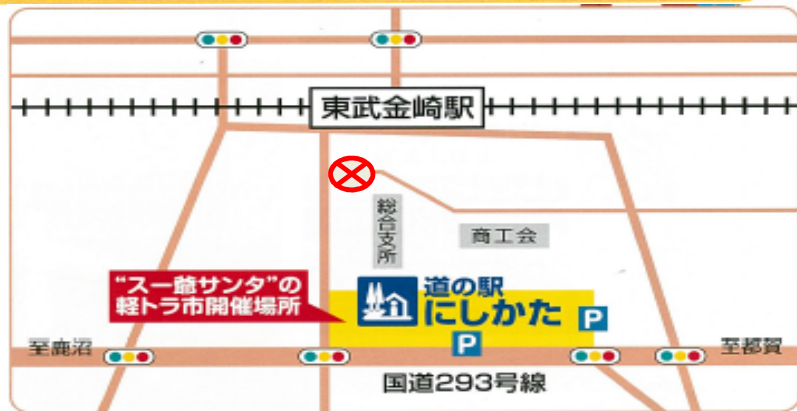 東武金崎駅
総合支所
商工会
“スー爺サンタ”の
軽トラ市開催場所
道の駅
にしかた
P
P
至鹿沼
至都賀
国道293号線